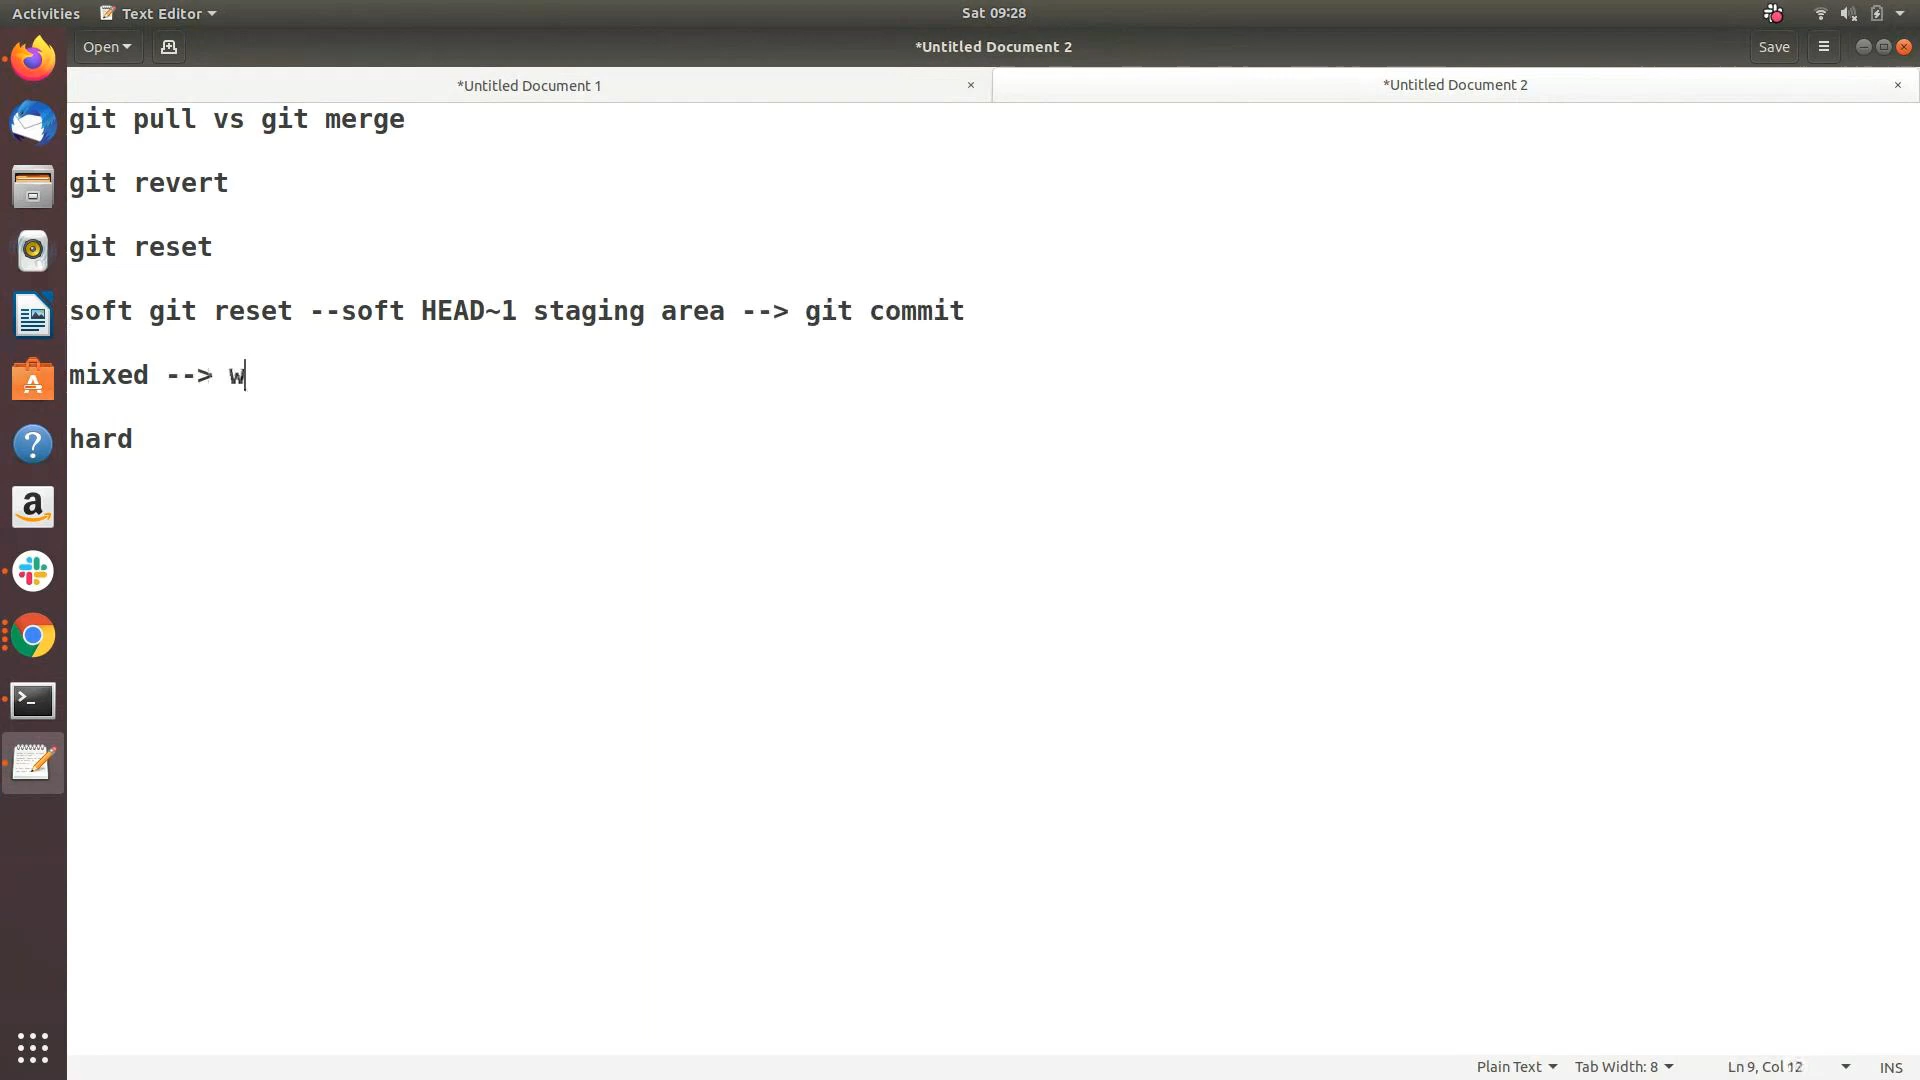 Activities Text Editor Sat 09:28
Open *Untitled Document 2 Save
*Untitled Document 1 × *Untitled Document 2 ×
git pull vs git merge
git revert
git reset
soft git reset --soft HEAD~1 staging area --> git commit
mixed --> w
hard
Plain Text Tab Width: 8 Ln 9, Col 12 INS